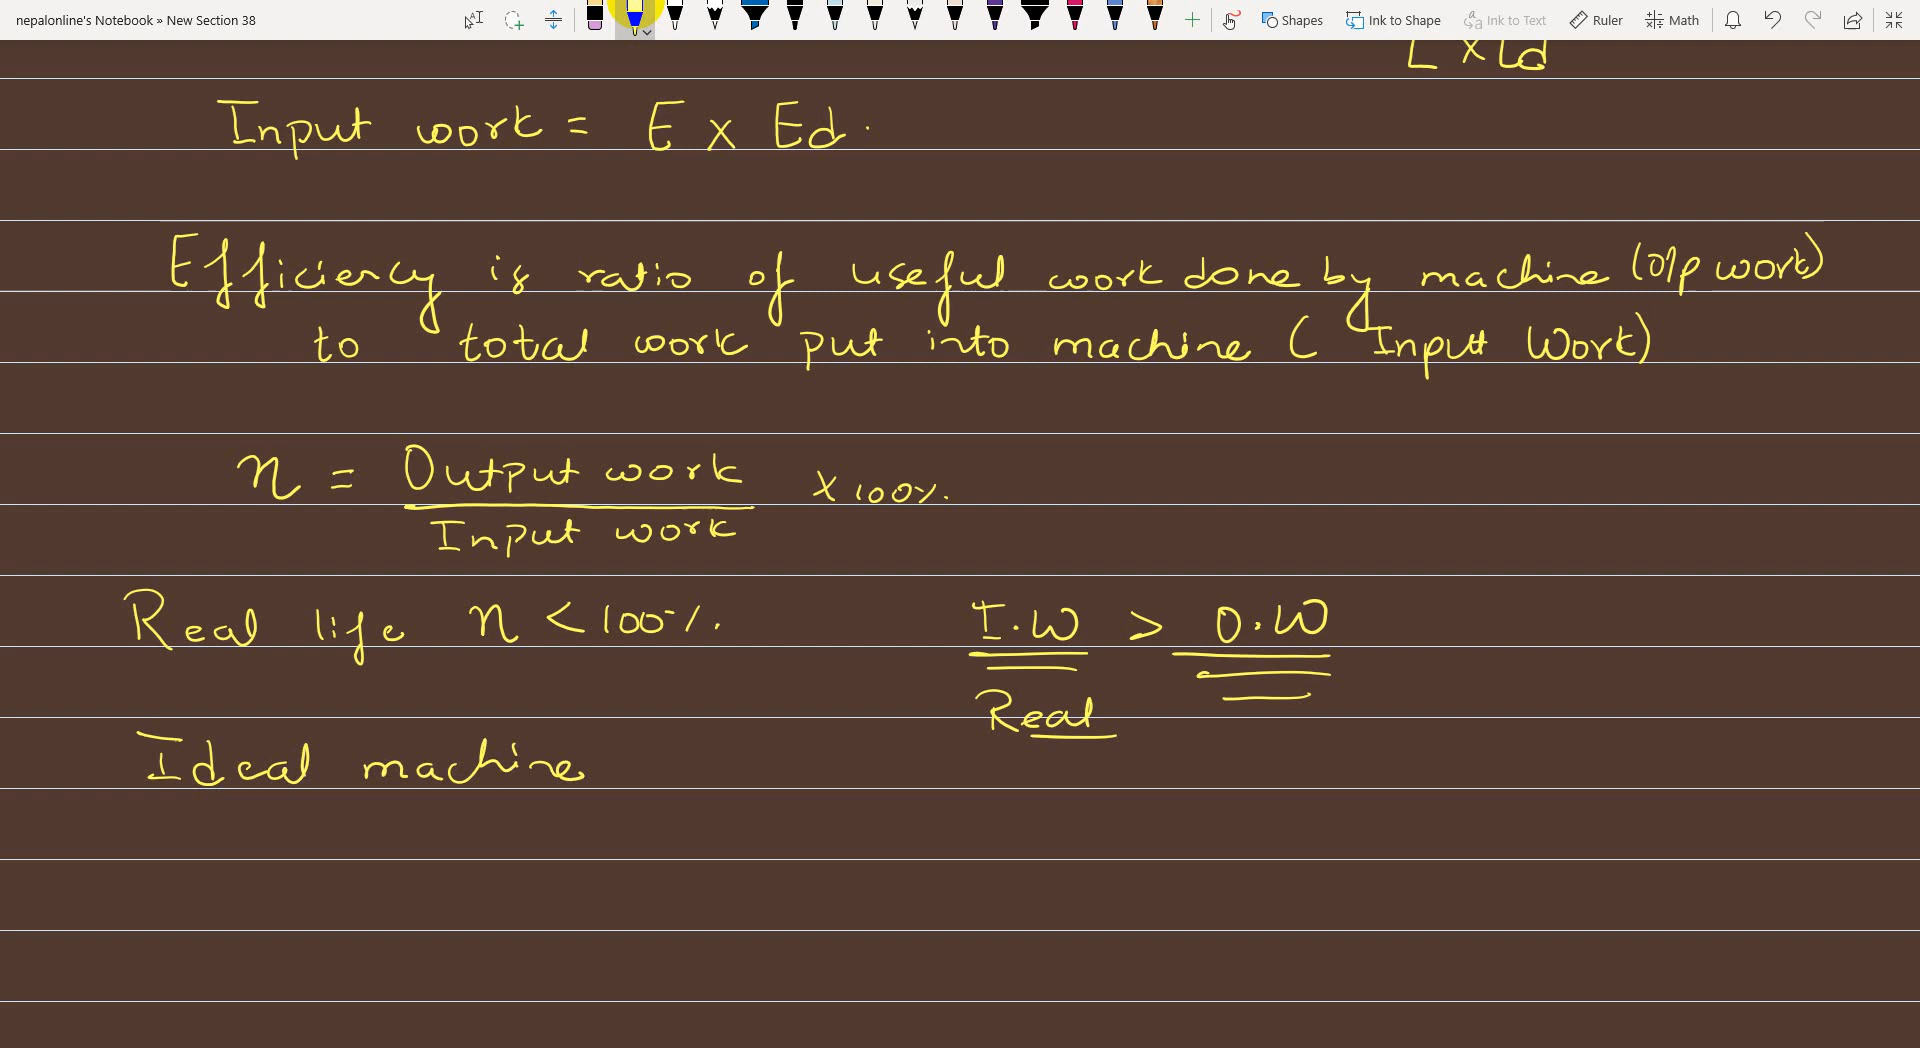 nepalonline's Notebook » New Section 38
Shapes Ink to Shape Ink to Text Ruler Math
L x Ld
Input work = E x Ed.
Efficiency is ratio of useful work done by machine (o/p work)
to total work put into machine ( Input Work)
η = Output work / Input work x 100%.
Real life η < 100%. I.W > O.W
Real
Ideal machine